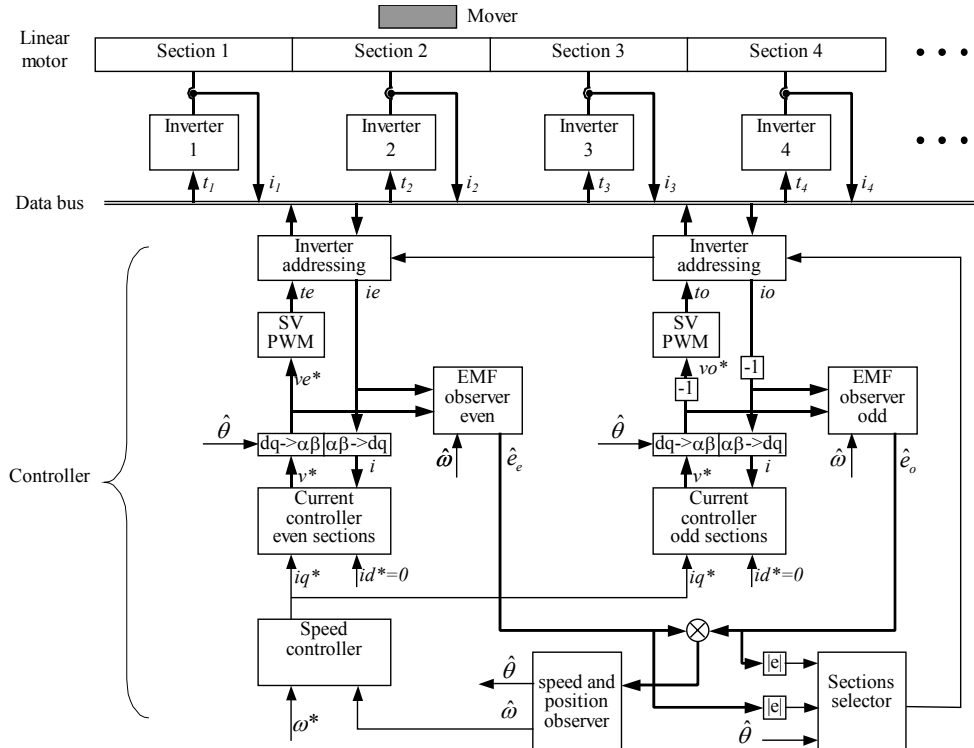 Mover
Linear
motor
Section 1
Section 2
Section 3
Section 4
• • •
Inverter
1
Inverter
2
Inverter
3
Inverter
4
• • •
t₁
i₁
t₂
i₂
t₃
i₃
t₄
i₄
Data bus
Inverter
addressing
Inverter
addressing
te
ie
to
io
SV
PWM
SV
PWM
ve*
vo*
-1
-1
EMF
observer
even
EMF
observer
odd
θ̂
dq->αβ
αβ->dq
θ̂
dq->αβ
αβ->dq
ω̂
êₑ
ω̂
êₒ
v*
i
v*
i
Controller
Current
controller
even sections
Current
controller
odd sections
iq*
id*=0
iq*
id*=0
Speed
controller
θ̂
ω̂
speed and
position
observer
|e|
|e|
Sections
selector
θ̂
ω*